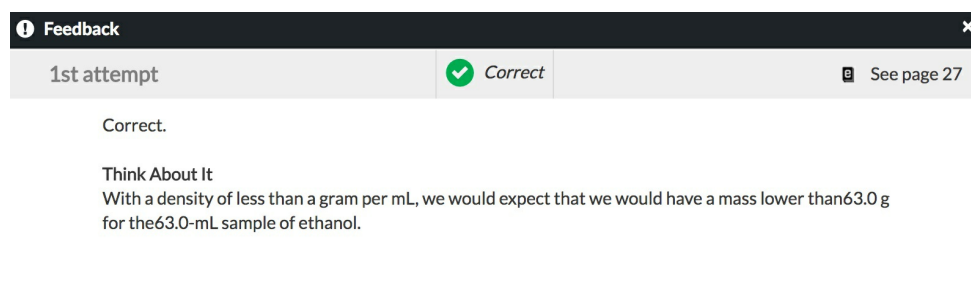 Feedback
1st attempt
Correct
See page 27
Correct.
Think About It
With a density of less than a gram per mL, we would expect that we would have a mass lower than63.0 g
for the63.0-mL sample of ethanol.